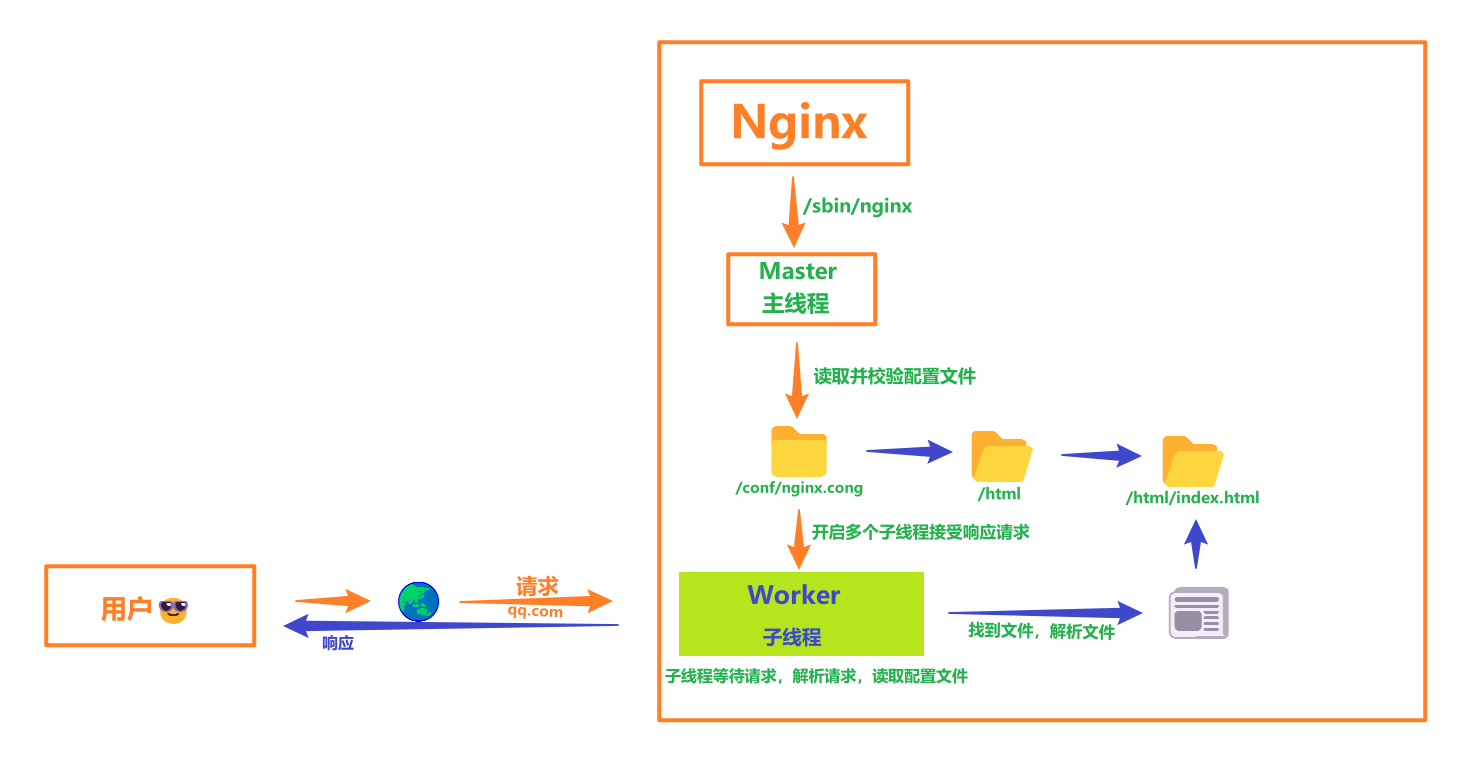 Nginx
/sbin/nginx
Master
主线程
读取并校验配置文件
/conf/nginx.cong
/html
/html/index.html
开启多个子线程接受响应请求
用户
请求
qq.com
响应
Worker
子线程
找到文件，解析文件
子线程等待请求，解析请求，读取配置文件